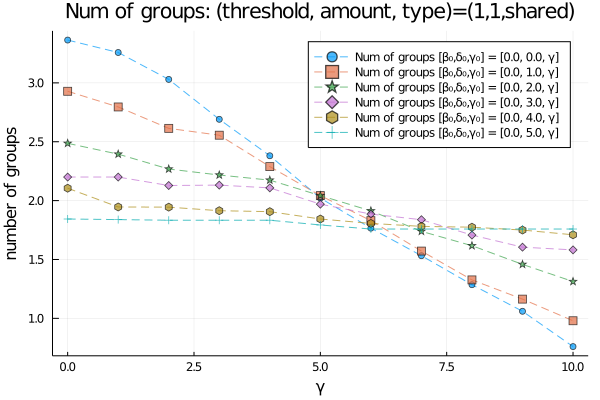 Num of groups: (threshold, amount, type)=(1,1,shared)
Num of groups [β₀,δ₀,γ₀] = [0.0, 0.0, γ]
Num of groups [β₀,δ₀,γ₀] = [0.0, 1.0, γ]
Num of groups [β₀,δ₀,γ₀] = [0.0, 2.0, γ]
Num of groups [β₀,δ₀,γ₀] = [0.0, 3.0, γ]
Num of groups [β₀,δ₀,γ₀] = [0.0, 4.0, γ]
Num of groups [β₀,δ₀,γ₀] = [0.0, 5.0, γ]
number of groups
3.0
2.5
2.0
1.5
1.0
0.0
2.5
5.0
7.5
10.0
γ